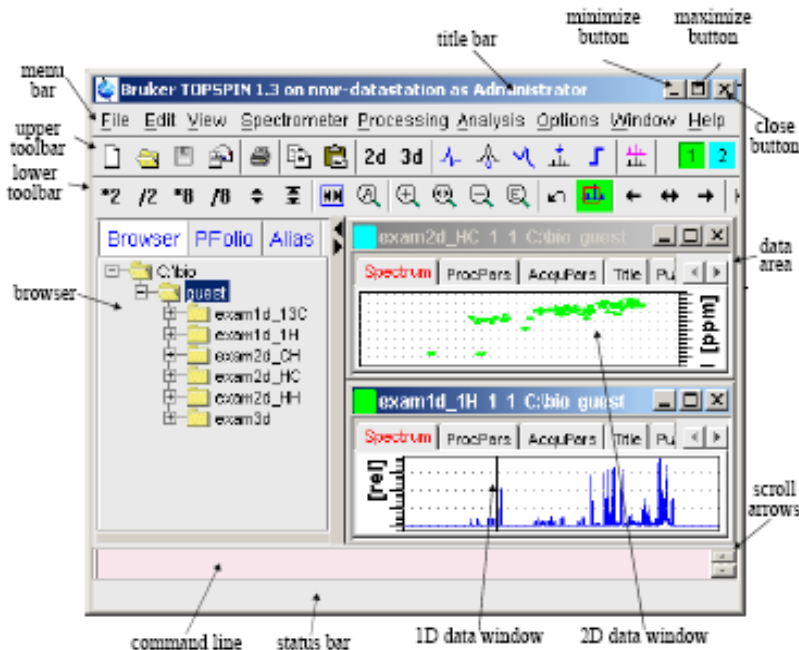 minimize button
maximize button
title bar
menu bar
Bruker TOPSPIN 1.3 on nmr-datastation as Administrator
File Edit View Spectrometer Processing Analysis Options Window Help
upper toolbar
close button
2d 3d 1 2
lower toolbar
*2 /2 *8 /8
Browser PFolio Alias
exam2d_HC 1 1 C:\bio guest
data area
Spectrum ProcPars AcquPars Title Pu
C:\bio
guest
browser
exam1d_13C
exam1d_1H
exam2d_CH
exam2d_HC
exam2d_HH
exam3d
[ppm]
exam1d_1H 1 1 C:\bio guest
Spectrum ProcPars AcquPars Title Pu
[rel]
scroll arrows
command line
status bar
1D data window
2D data window